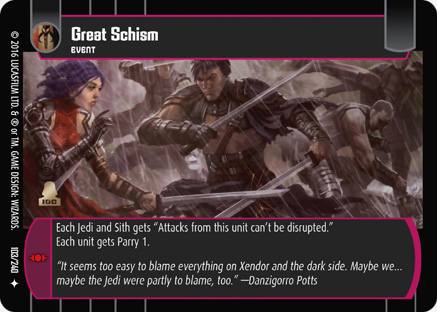 Great Schism
EVENT
© 2016 LUCASFILM LTD. & ® or TM. GAME DESIGN: WIZARDS.
103/240
IGC
Each Jedi and Sith gets “Attacks from this unit can’t be disrupted.”
Each unit gets Parry 1.
“It seems too easy to blame everything on Xendor and the dark side. Maybe we...
maybe the Jedi were partly to blame, too.” —Danzigorro Potts